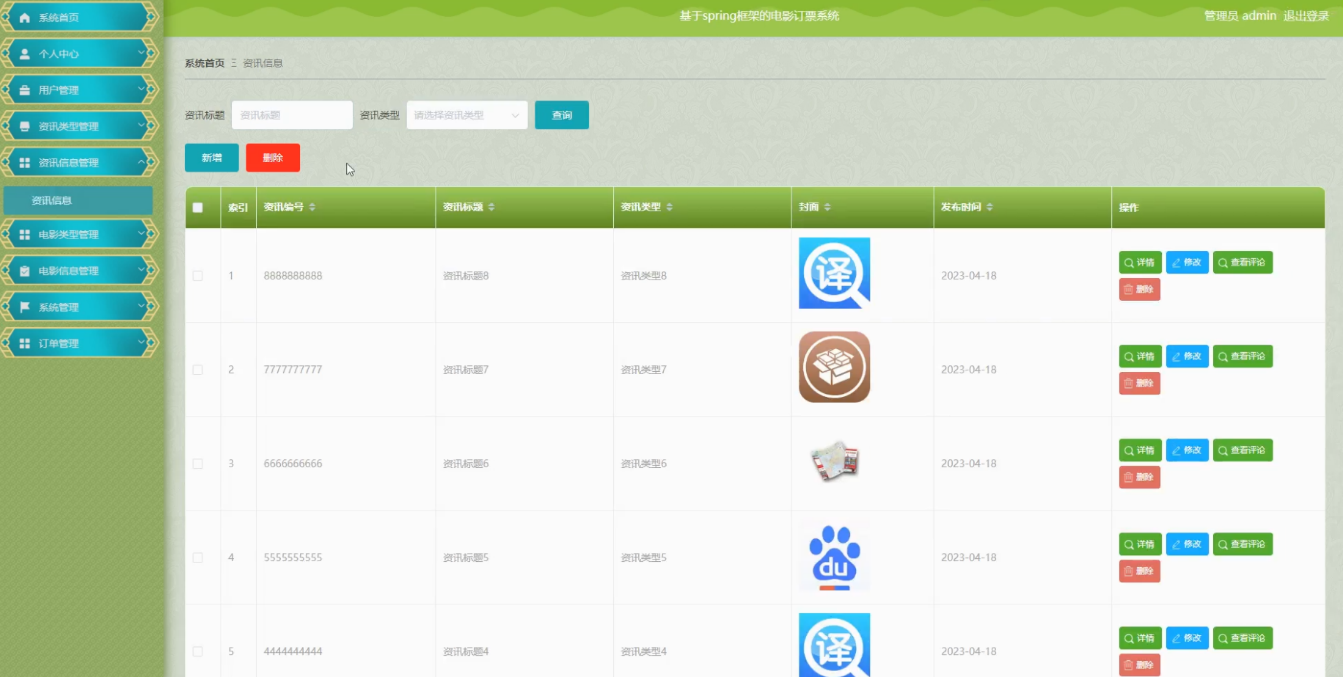 基于spring框架的电影订票系统
管理员 admin 退出登录
系统首页
个人中心
用户管理
资讯类型管理
资讯信息管理
资讯信息
电影类型管理
电影信息管理
系统管理
订单管理
系统首页 Ξ 资讯信息
资讯标题 资讯标题 资讯类型 请选择资讯类型 查询
新增 删除
索引 资讯编号 资讯标题 资讯类型 封面 发布时间 操作
1 8888888888 资讯标题8 资讯类型8 译 2023-04-18 详情 修改 查看评论
删除
2 7777777777 资讯标题7 资讯类型7 2023-04-18 详情 修改 查看评论
删除
3 6666666666 资讯标题6 资讯类型6 2023-04-18 详情 修改 查看评论
删除
4 5555555555 资讯标题5 资讯类型5 du 2023-04-18 详情 修改 查看评论
删除
5 4444444444 资讯标题4 资讯类型4 译 2023-04-18 详情 修改 查看评论
删除